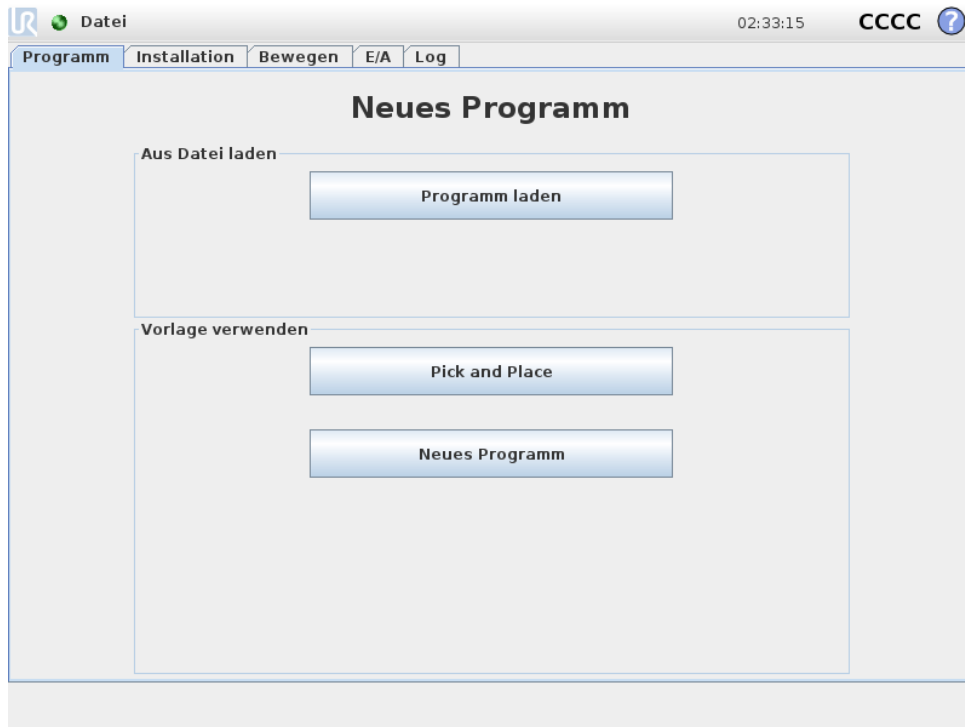 UR Datei 02:33:15 CCCC ?
Programm Installation Bewegen E/A Log
Neues Programm
Aus Datei laden
Programm laden
Vorlage verwenden
Pick and Place
Neues Programm